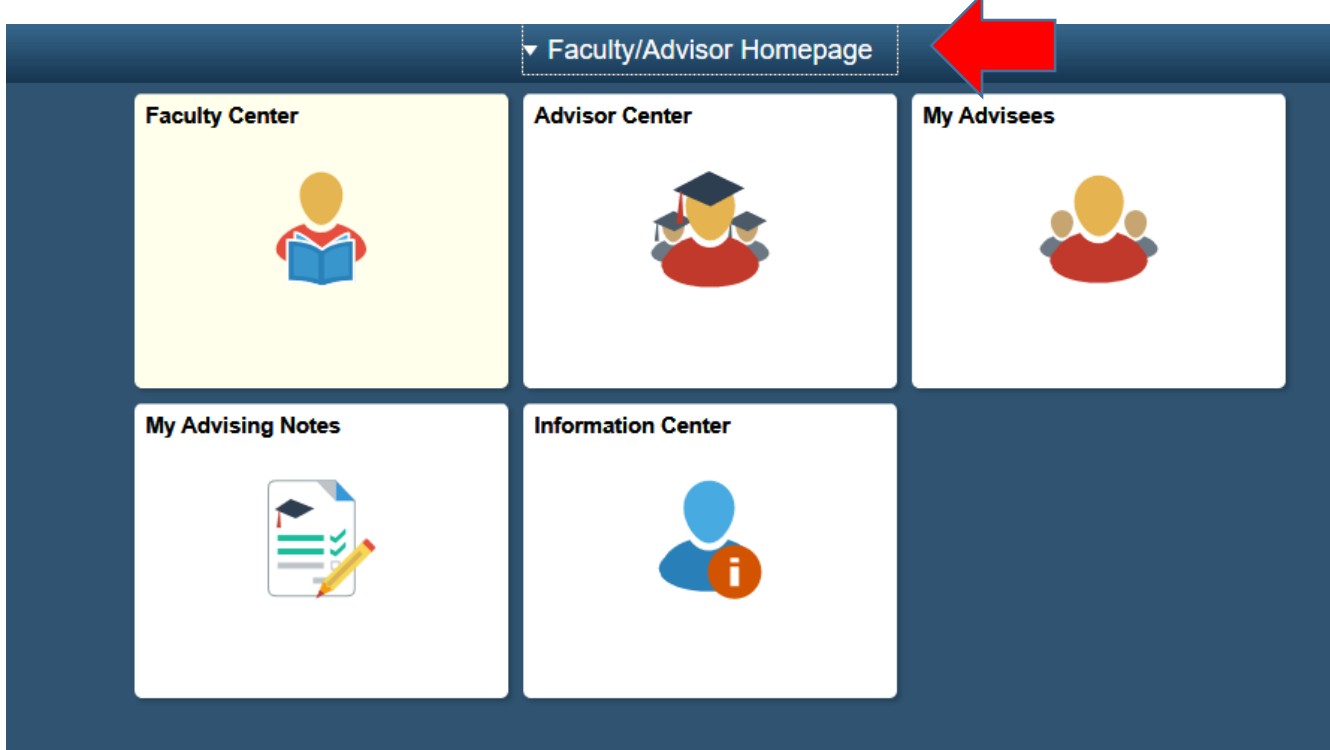 Faculty/Advisor Homepage
Faculty Center
Advisor Center
My Advisees
My Advising Notes
Information Center
i